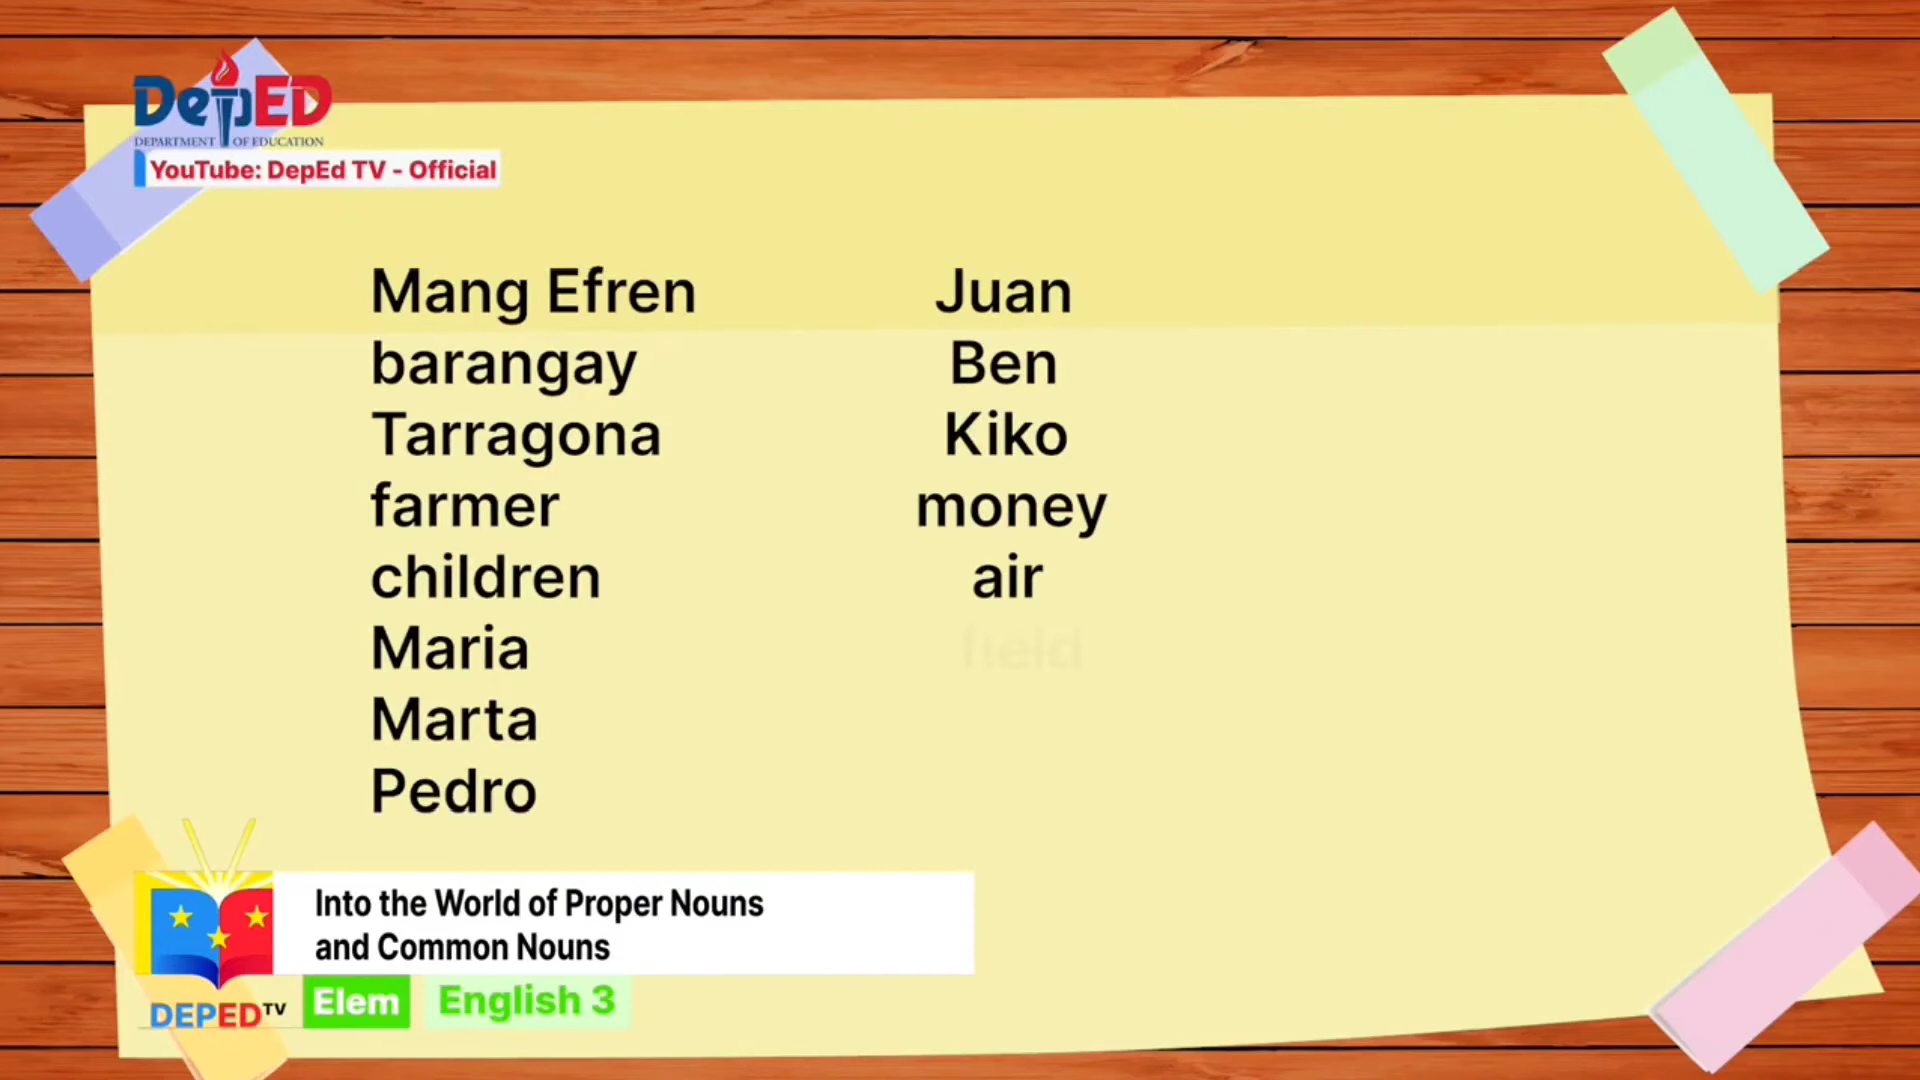 DepED
DEPARTMENT OF EDUCATION
YouTube: DepEd TV - Official
Mang Efren
barangay
Tarragona
farmer
children
Maria
Marta
Pedro
Juan
Ben
Kiko
money
air
field
Into the World of Proper Nouns
and Common Nouns
DEPED TV
Elem
English 3